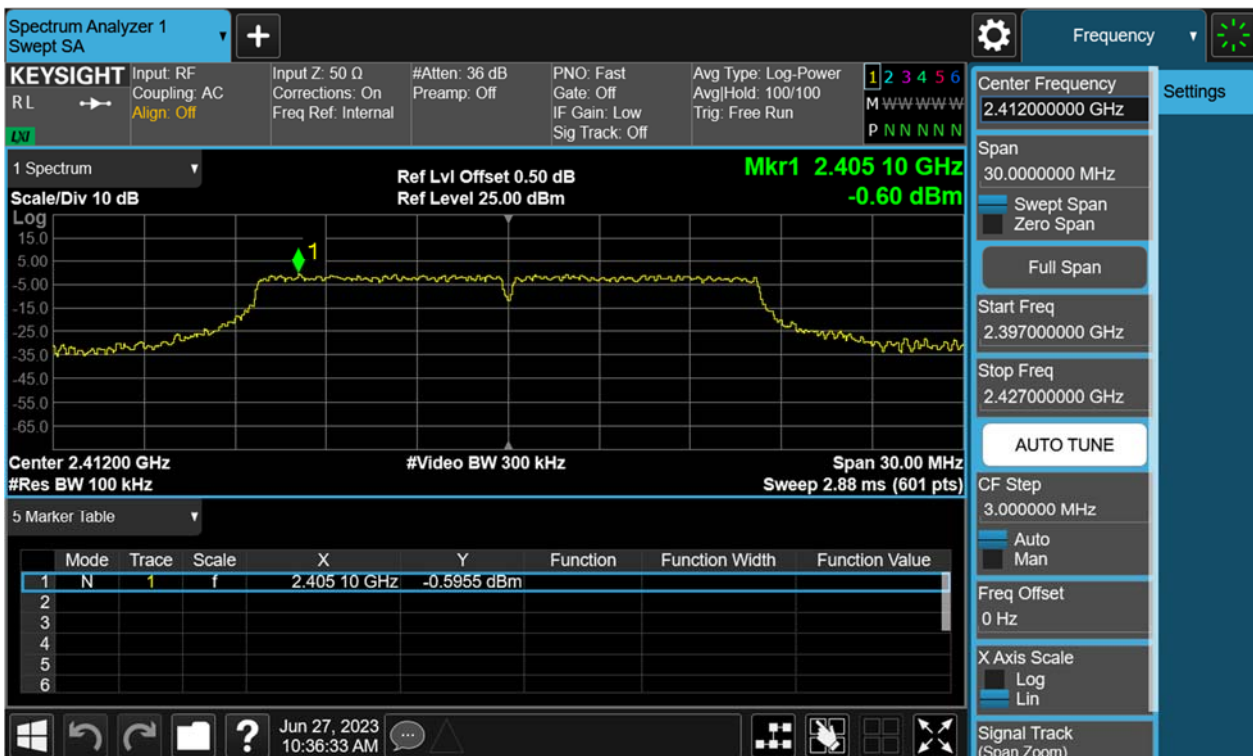 Spectrum Analyzer 1
Swept SA
Frequency
KEYSIGHT
R L
LXI
Input: RF
Coupling: AC
Align: Off
Input Z: 50 Ω
Corrections: On
Freq Ref: Internal
#Atten: 36 dB
Preamp: Off
PNO: Fast
Gate: Off
IF Gain: Low
Sig Track: Off
Avg Type: Log-Power
Avg|Hold: 100/100
Trig: Free Run
1 2 3 4 5 6
M W W W W W
P N N N N N
1 Spectrum
Scale/Div 10 dB
Ref Lvl Offset 0.50 dB
Ref Level 25.00 dBm
Mkr1 2.405 10 GHz
-0.60 dBm
Log
15.0
5.00
-5.00
-15.0
-25.0
-35.0
-45.0
-55.0
-65.0
1
Center 2.41200 GHz
#Res BW 100 kHz
#Video BW 300 kHz
Span 30.00 MHz
Sweep 2.88 ms (601 pts)
5 Marker Table
Mode Trace Scale X Y Function Function Width Function Value
1 N 1 f 2.405 10 GHz -0.5955 dBm
2
3
4
5
6
Jun 27, 2023
10:36:33 AM
?
Settings
Center Frequency
2.412000000 GHz
Span
30.0000000 MHz
Swept Span
Zero Span
Full Span
Start Freq
2.397000000 GHz
Stop Freq
2.427000000 GHz
AUTO TUNE
CF Step
3.000000 MHz
Auto
Man
Freq Offset
0 Hz
X Axis Scale
Log
Lin
Signal Track
(Span Zoom)